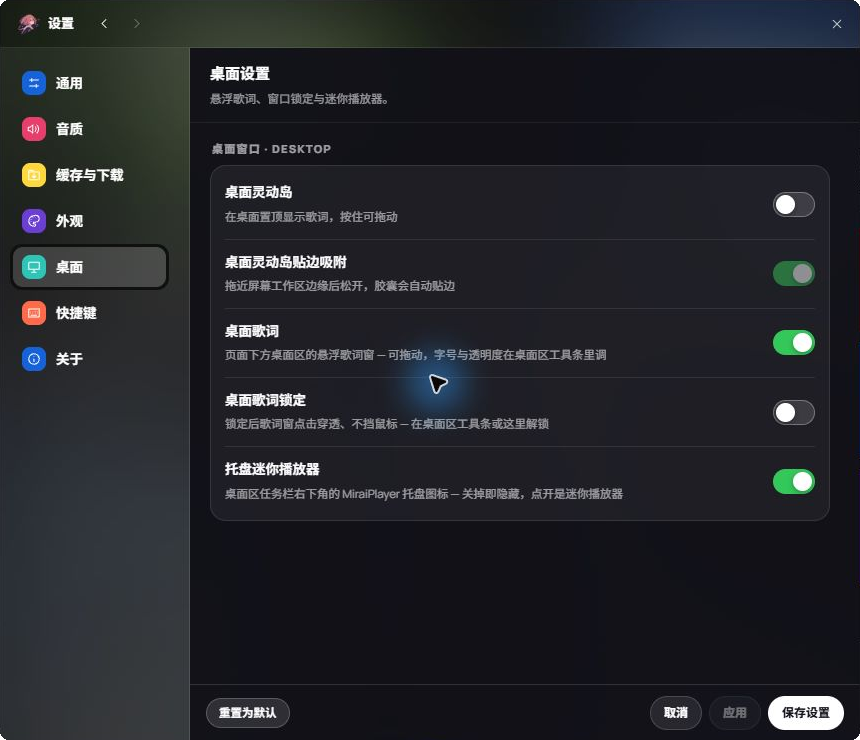 设置
通用
音质
缓存与下载
外观
桌面
快捷键
关于
桌面设置
悬浮歌词、窗口锁定与迷你播放器。
桌面窗口 · DESKTOP
桌面灵动岛
在桌面置顶显示歌词，按住可拖动
桌面灵动岛贴边吸附
拖近屏幕工作区边缘后松开，胶囊会自动贴边
桌面歌词
页面下方桌面区的悬浮歌词窗 — 可拖动，字号与透明度在桌面区工具条里调
桌面歌词锁定
锁定后歌词窗点击穿透、不挡鼠标 — 在桌面区工具条或这里解锁
托盘迷你播放器
桌面区任务栏右下角的 MiraiPlayer 托盘图标 — 关掉即隐藏，点开是迷你播放器
重置为默认
取消
应用
保存设置